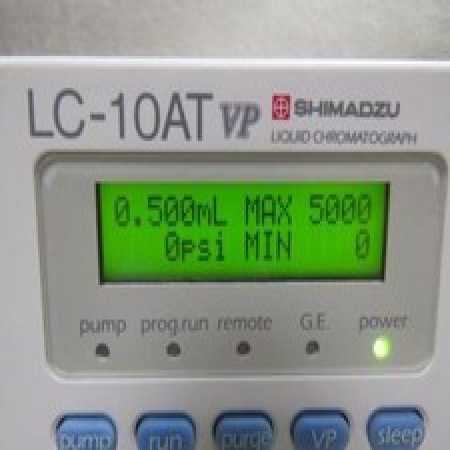 LC-10AT VP SHIMADZU
LIQUID CHROMATOGRAPH
0.500mL MAX 5000
0psi MIN 0
pump prog.run remote G.E. power
pump run purge VP sleep